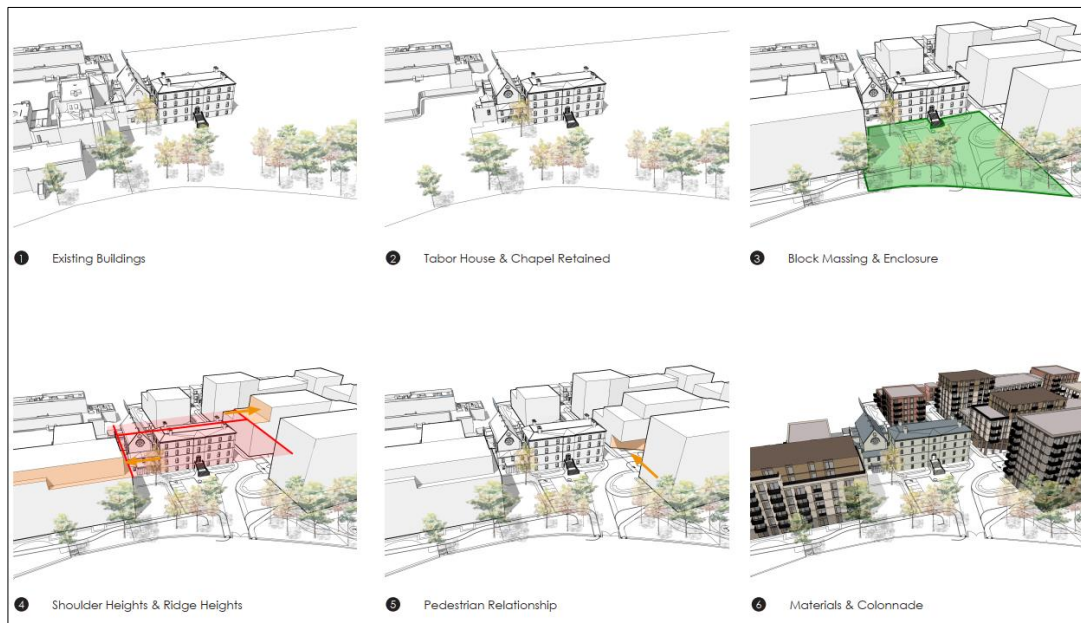 1 Existing Buildings
2 Tabor House & Chapel Retained
3 Block Massing & Enclosure
4 Shoulder Heights & Ridge Heights
5 Pedestrian Relationship
6 Materials & Colonnade